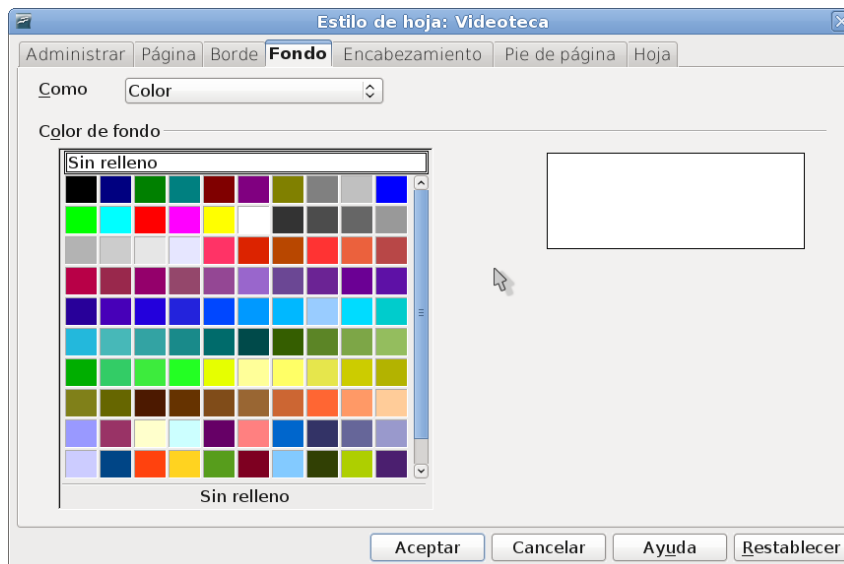 Estilo de hoja: Videoteca
Administrar Página Borde Fondo Encabezamiento Pie de página Hoja
Como Color
Color de fondo
Sin relleno
Sin relleno
Aceptar Cancelar Ayuda Restablecer